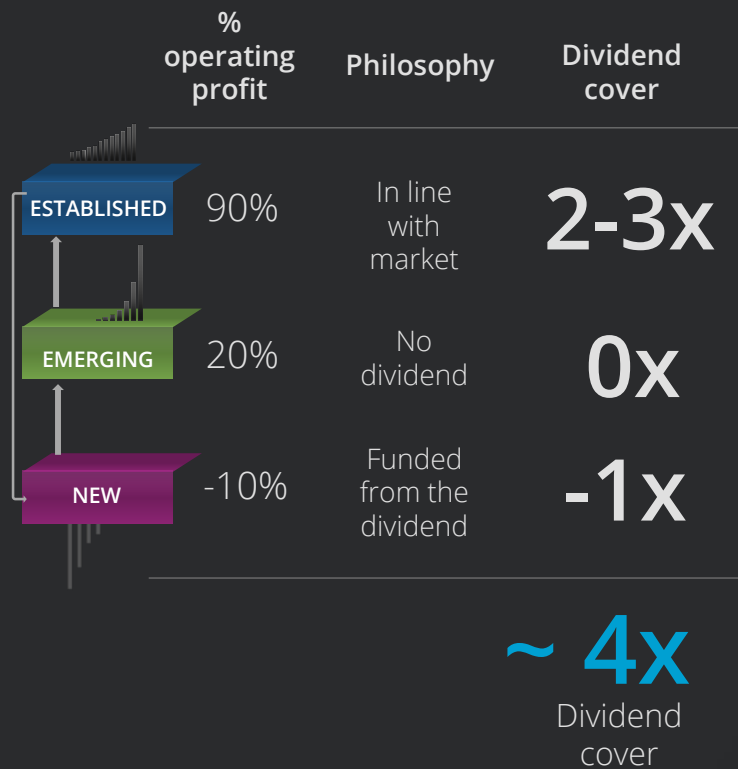 %
operating
profit
Philosophy
Dividend
cover
ESTABLISHED
90%
In line
with
market
2-3x
EMERGING
20%
No
dividend
0x
NEW
-10%
Funded
from the
dividend
-1x
~ 4x
Dividend
cover